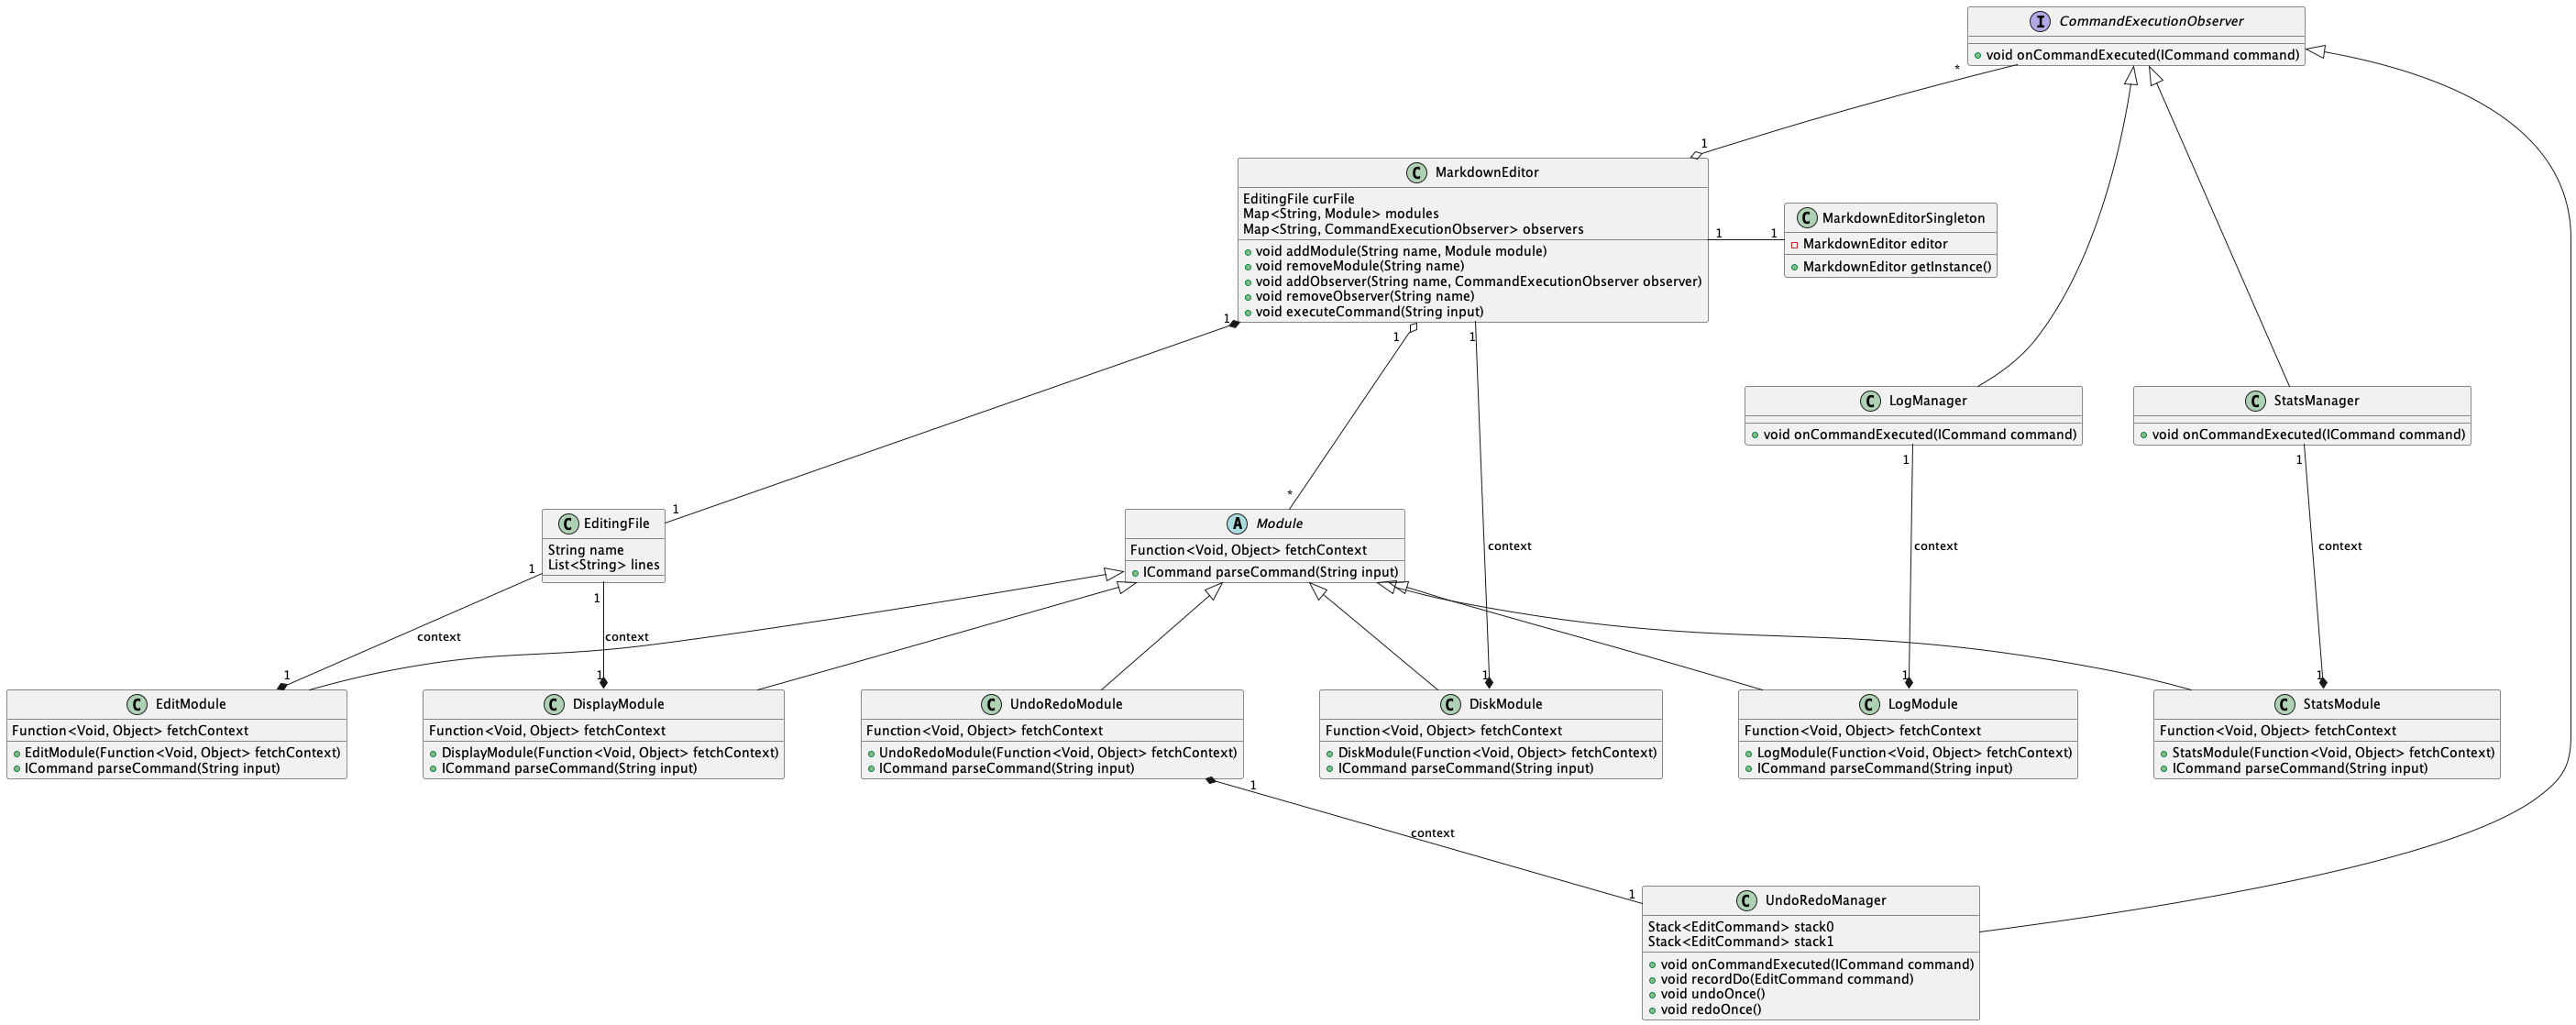 I CommandExecutionObserver
void onCommandExecuted(ICommand command)
*
1
C MarkdownEditor
EditingFile curFile
Map<String, Module> modules
Map<String, CommandExecutionObserver> observers
void addModule(String name, Module module)
void removeModule(String name)
void addObserver(String name, CommandExecutionObserver observer)
void removeObserver(String name)
void executeCommand(String input)
1
1
C MarkdownEditorSingleton
MarkdownEditor editor
MarkdownEditor getInstance()
1
1
1
C LogManager
void onCommandExecuted(ICommand command)
C StatsManager
void onCommandExecuted(ICommand command)
1
1
1
*
C EditingFile
String name
List<String> lines
A Module
Function<Void, Object> fetchContext
ICommand parseCommand(String input)
context
context
context
1
1
context
context
1
1
1
1
1
C EditModule
Function<Void, Object> fetchContext
EditModule(Function<Void, Object> fetchContext)
ICommand parseCommand(String input)
C DisplayModule
Function<Void, Object> fetchContext
DisplayModule(Function<Void, Object> fetchContext)
ICommand parseCommand(String input)
C UndoRedoModule
Function<Void, Object> fetchContext
UndoRedoModule(Function<Void, Object> fetchContext)
ICommand parseCommand(String input)
C DiskModule
Function<Void, Object> fetchContext
DiskModule(Function<Void, Object> fetchContext)
ICommand parseCommand(String input)
C LogModule
Function<Void, Object> fetchContext
LogModule(Function<Void, Object> fetchContext)
ICommand parseCommand(String input)
C StatsModule
Function<Void, Object> fetchContext
StatsModule(Function<Void, Object> fetchContext)
ICommand parseCommand(String input)
1
context
1
C UndoRedoManager
Stack<EditCommand> stack0
Stack<EditCommand> stack1
void onCommandExecuted(ICommand command)
void recordDo(EditCommand command)
void undoOnce()
void redoOnce()